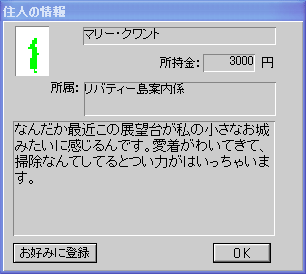 住人の情報
マリー・クワント
所持金: 3000 円
所属: リバティー島案内係
なんだか最近この展望台が私の小さなお城
みたいに感じるんです。愛着がわいてきて、
掃除なんてしてるとつい力がはいっちゃいま
す。
お好みに登録 OK